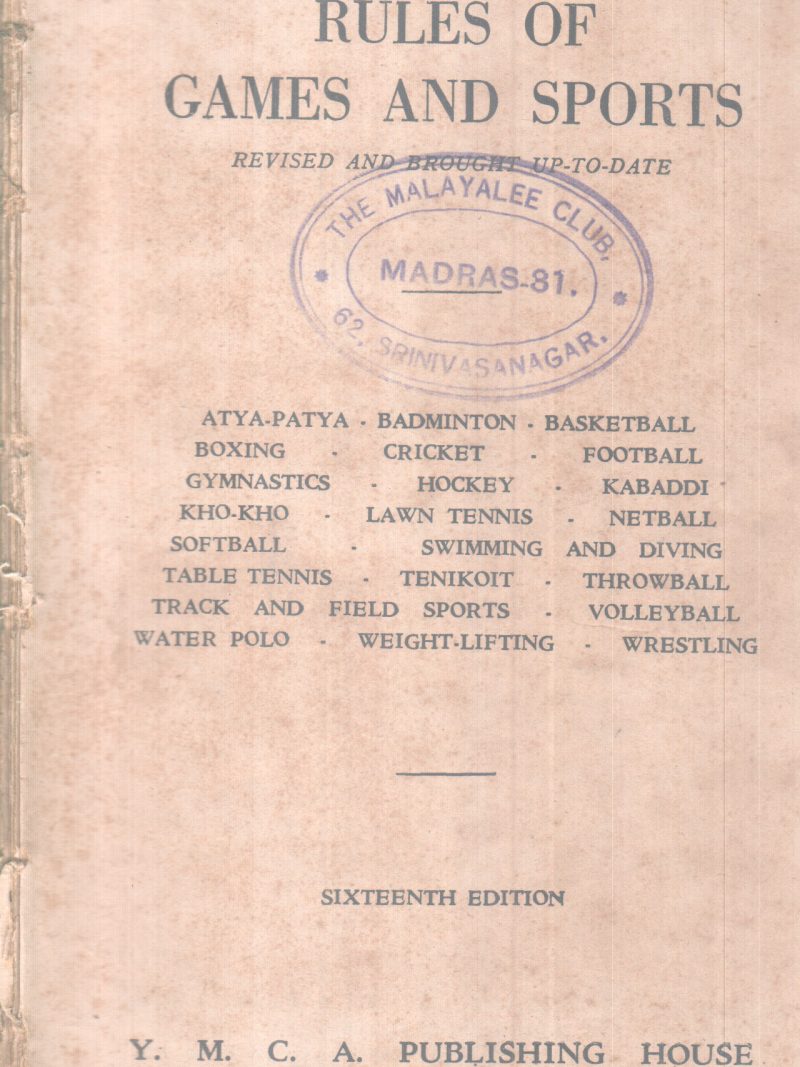 RULES OF
GAMES AND SPORTS
REVISED AND BROUGHT UP-TO-DATE
THE MALAYALEE CLUB,
MADRAS-81.
62, SRINIVASANAGAR.
ATYA-PATYA - BADMINTON - BASKETBALL
BOXING - CRICKET - FOOTBALL
GYMNASTICS - HOCKEY - KABADDI
KHO-KHO - LAWN TENNIS - NETBALL
SOFTBALL - SWIMMING AND DIVING
TABLE TENNIS - TENIKOIT - THROWBALL
TRACK AND FIELD SPORTS - VOLLEYBALL
WATER POLO - WEIGHT-LIFTING - WRESTLING
SIXTEENTH EDITION
Y. M. C. A. PUBLISHING HOUSE